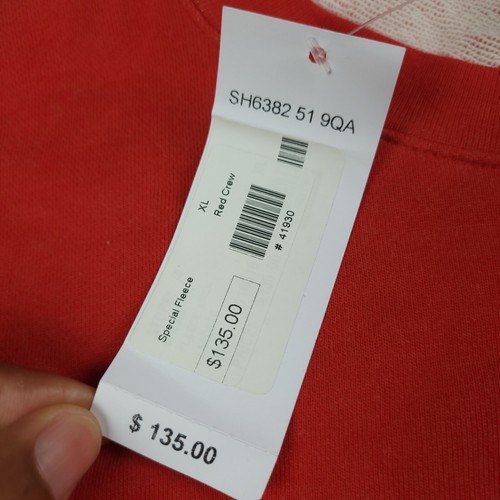 SH6382 51 9QA
XL
Red Crew
# 41930
Special Fleece
$135.00
$ 135.00